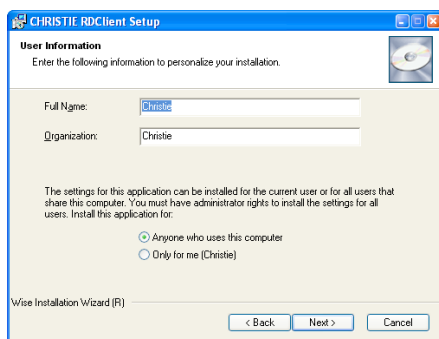 CHRISTIE RDClient Setup
User Information
Enter the following information to personalize your installation.
Full Name:
Christie
Organization:
Christie
The settings for this application can be installed for the current user or for all users that
share this computer. You must have administrator rights to install the settings for all
users. Install this application for:
Anyone who uses this computer
Only for me (Christie)
Wise Installation Wizard (R)
< Back Next > Cancel